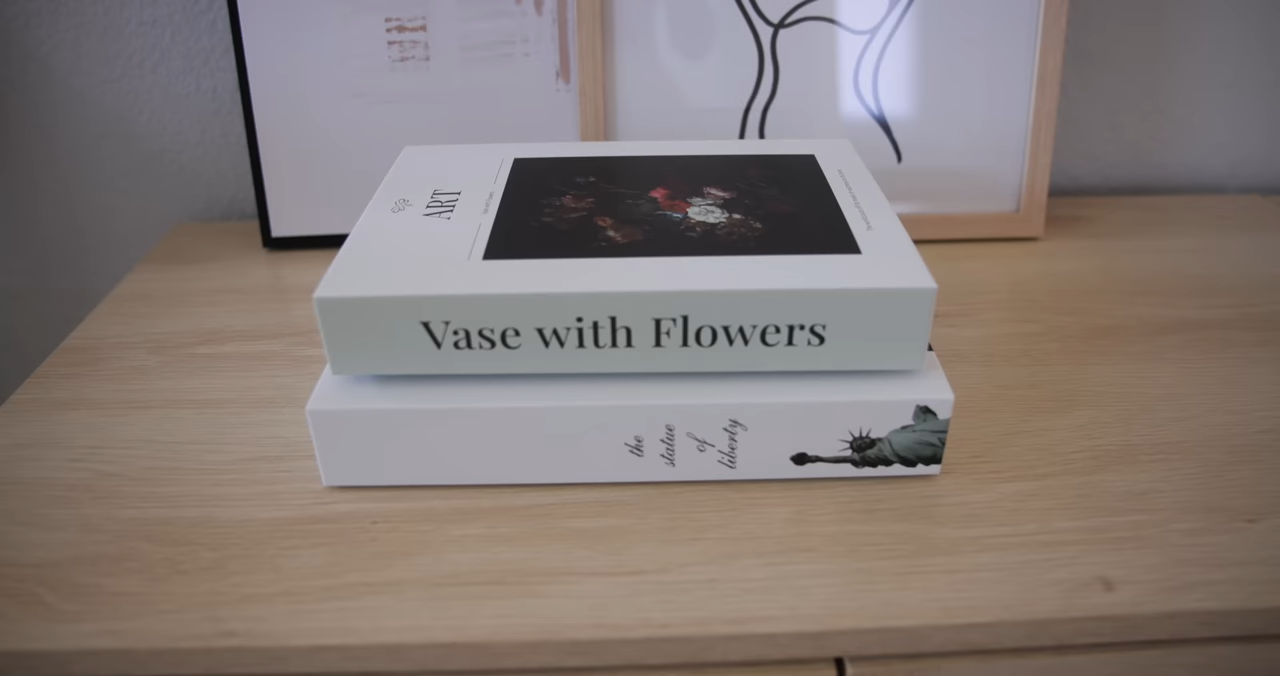 ART
Vase with Flowers
the
statue
of
liberty